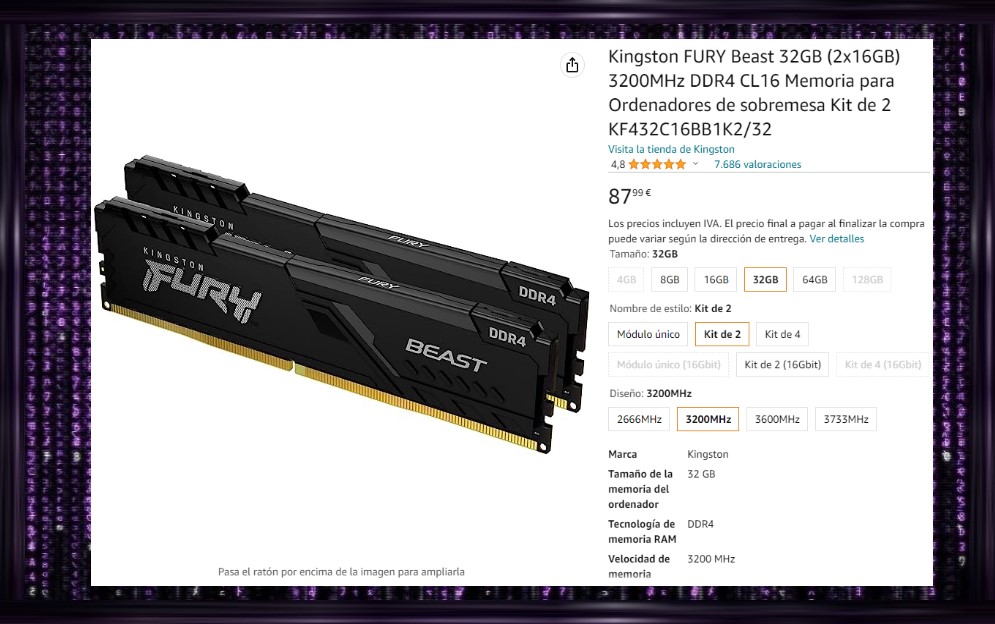 Kingston FURY Beast 32GB (2x16GB)
3200MHz DDR4 CL16 Memoria para
Ordenadores de sobremesa Kit de 2
KF432C16BB1K2/32
Visita la tienda de Kingston
4,8 7.686 valoraciones
87,99 €
Los precios incluyen IVA. El precio final a pagar al finalizar la compra
puede variar según la dirección de entrega. Ver detalles
Tamaño: 32GB
4GB 8GB 16GB 32GB 64GB 128GB
Nombre de estilo: Kit de 2
Módulo único Kit de 2 Kit de 4
Módulo único (16Gbit) Kit de 2 (16Gbit) Kit de 4 (16Gbit)
Diseño: 3200MHz
2666MHz 3200MHz 3600MHz 3733MHz
Marca Kingston
Tamaño de la 32 GB
memoria del
ordenador
Tecnología de DDR4
memoria RAM
Velocidad de 3200 MHz
memoria
KINGSTON
FURY
DDR4
KINGSTON
FURY
FURY
DDR4
BEAST
Pasa el ratón por encima de la imagen para ampliarla